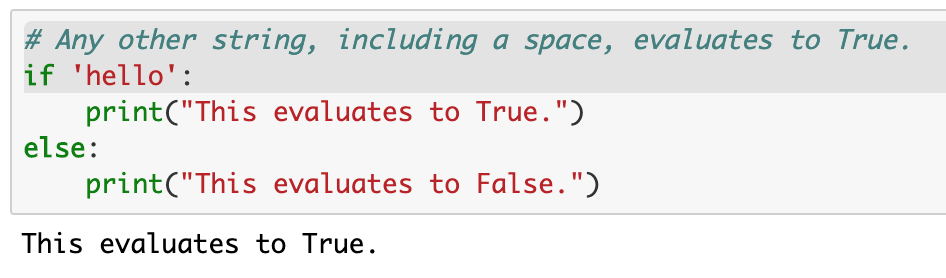 # Any other string, including a space, evaluates to True.
if 'hello':
    print("This evaluates to True.")
else:
    print("This evaluates to False.")
This evaluates to True.